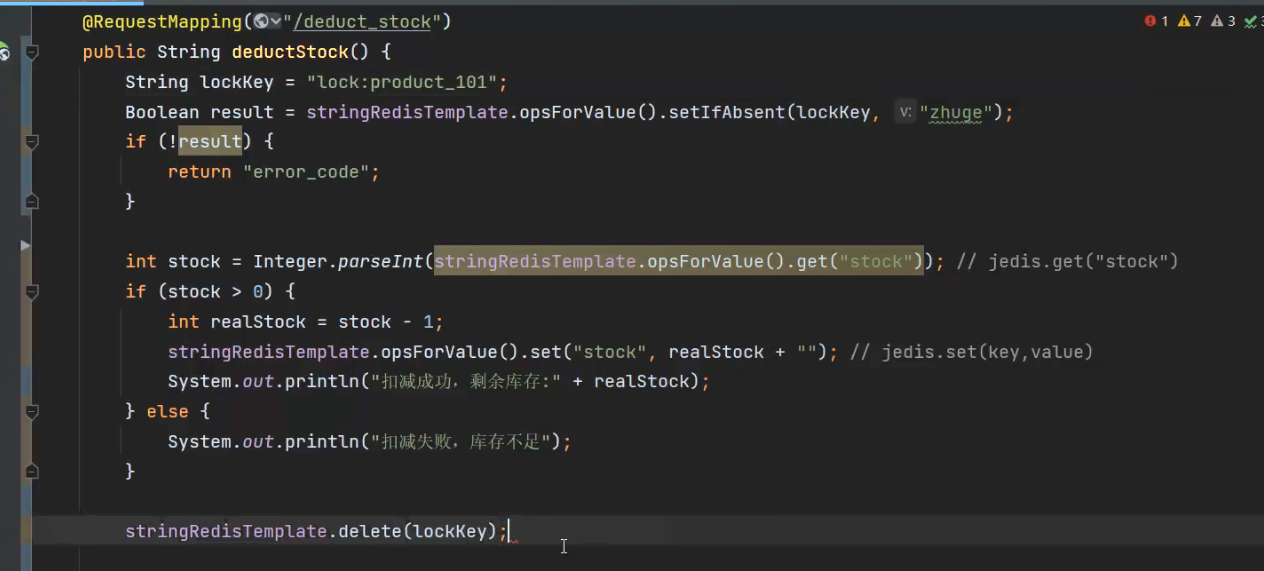 @RequestMapping("/deduct_stock") 1 7 3
public String deductStock() {
String lockKey = "lock:product_101";
Boolean result = stringRedisTemplate.opsForValue().setIfAbsent(lockKey, v: "zhuge");
if (!result) {
return "error_code";
}
int stock = Integer.parseInt(stringRedisTemplate.opsForValue().get("stock")); // jedis.get("stock")
if (stock > 0) {
int realStock = stock - 1;
stringRedisTemplate.opsForValue().set("stock", realStock + ""); // jedis.set(key,value)
System.out.println("扣减成功，剩余库存:" + realStock);
} else {
System.out.println("扣减失败，库存不足");
}
stringRedisTemplate.delete(lockKey);